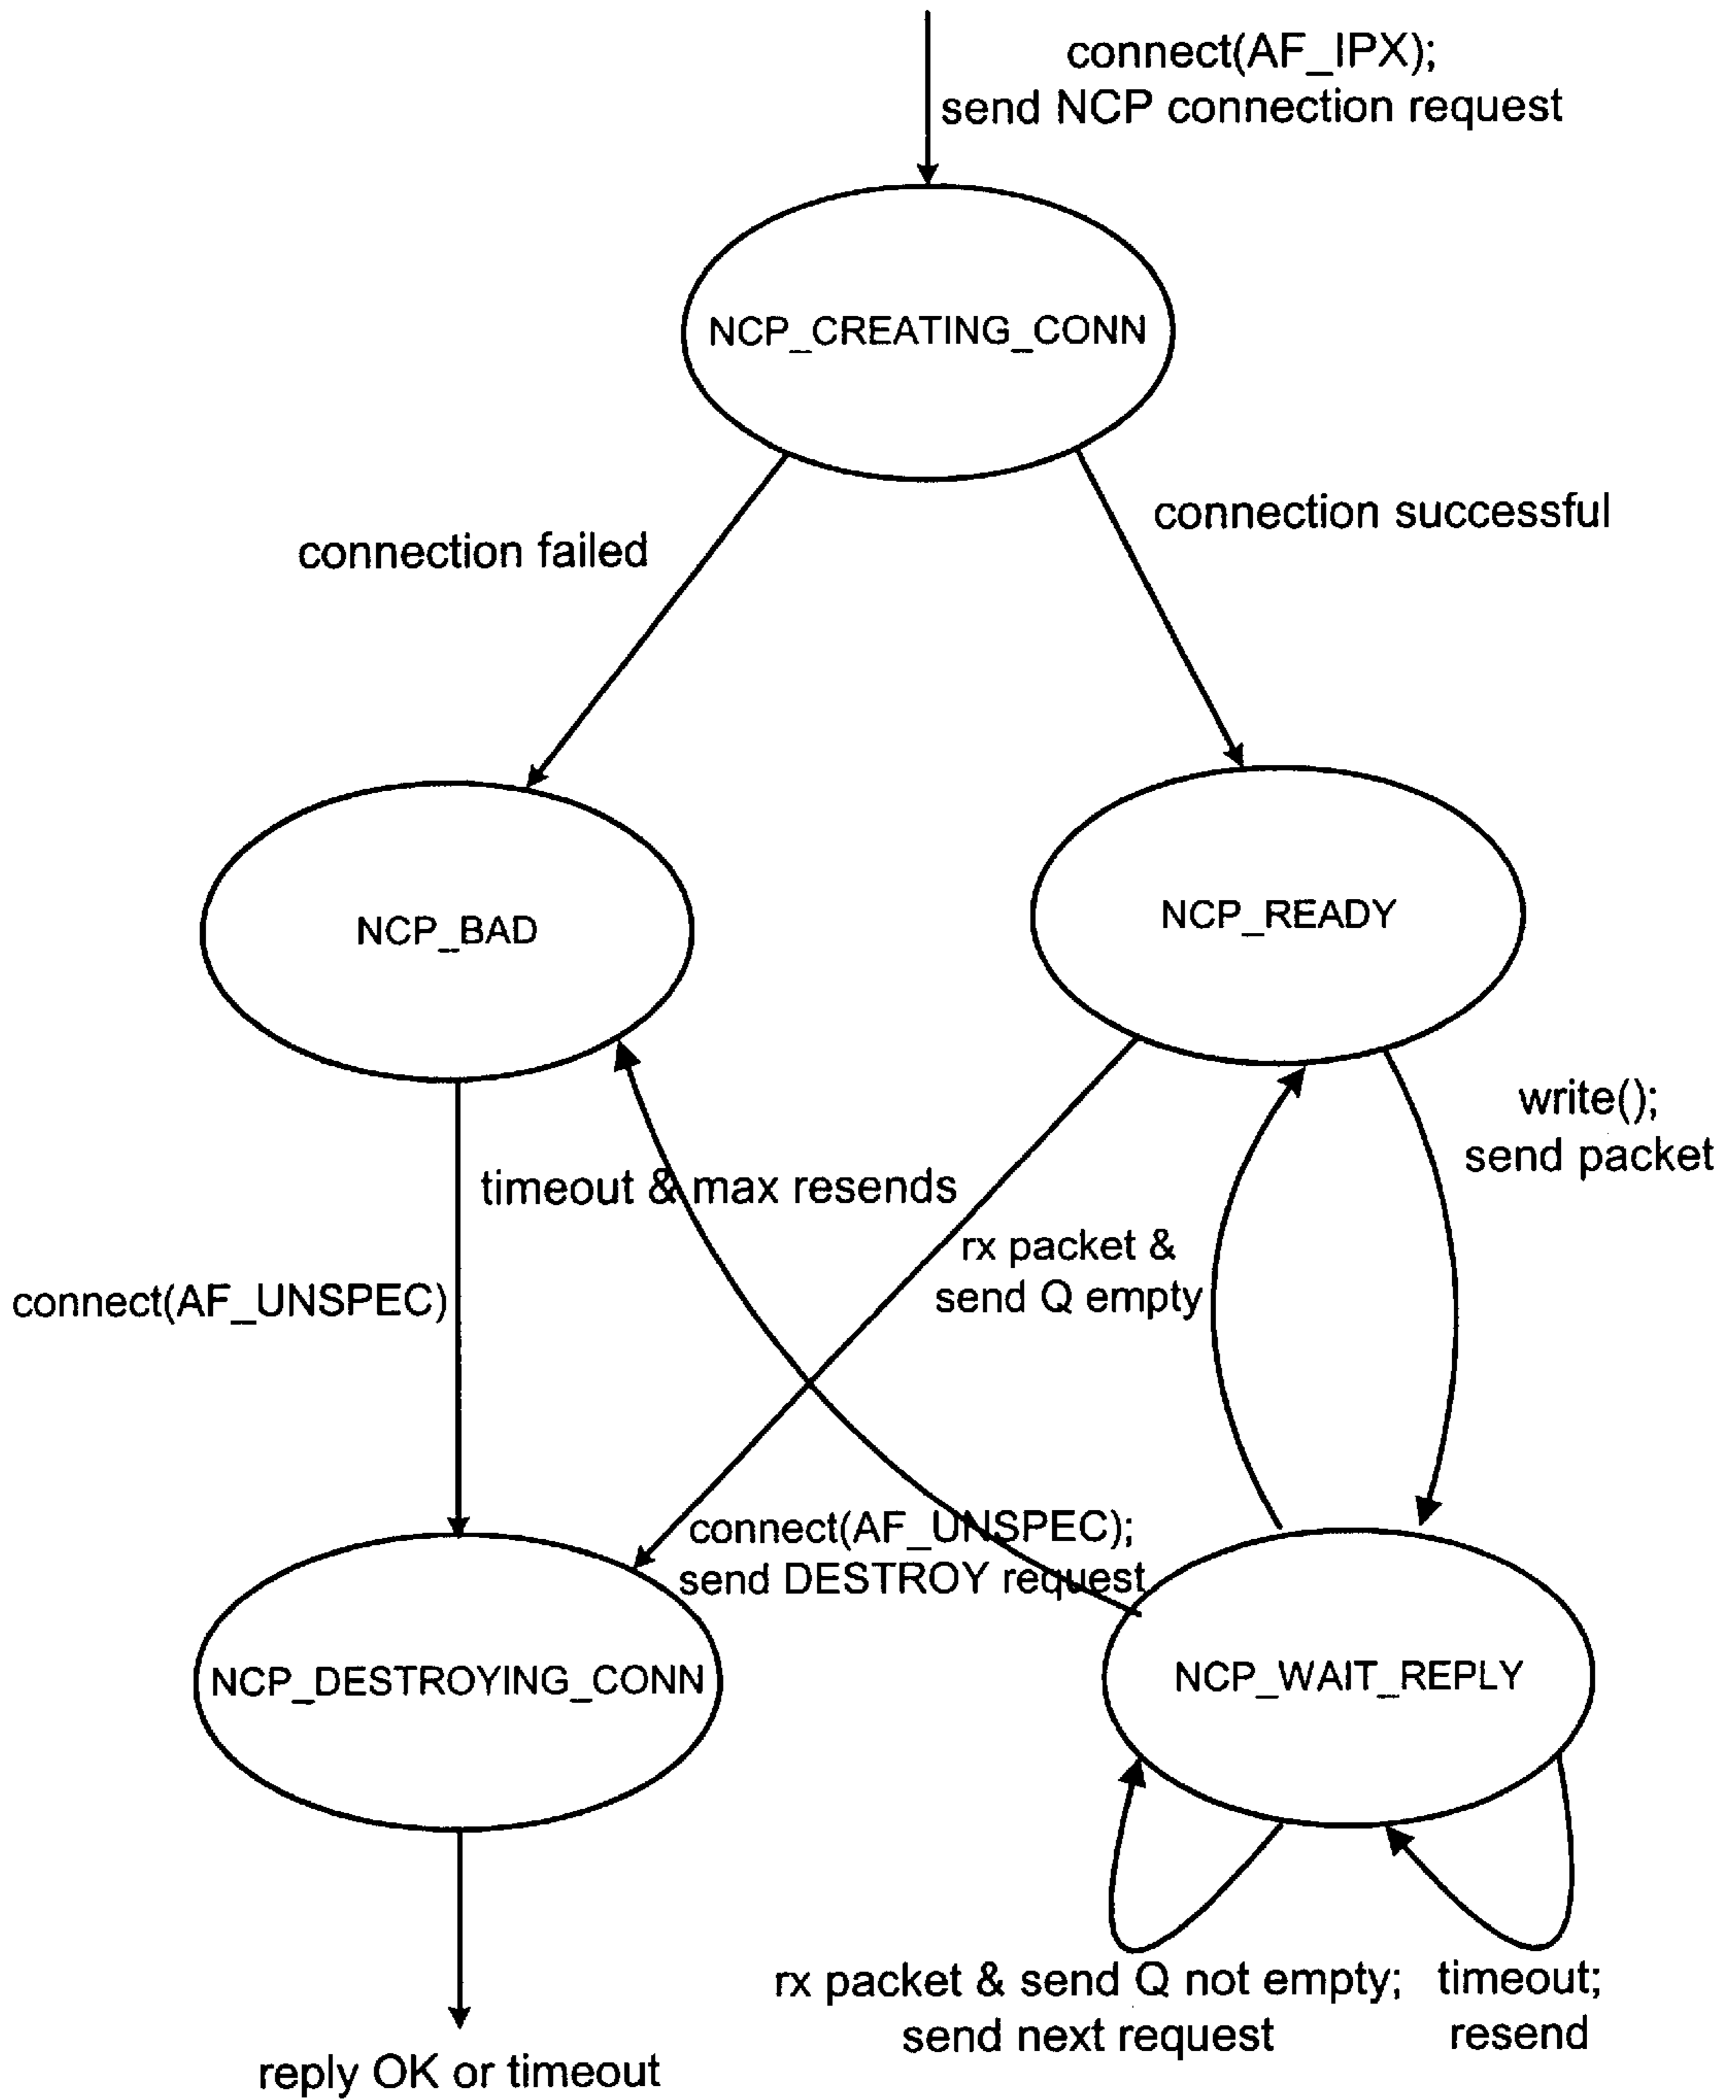 connect(AF_IPX);
send NCP connection request
NCP_CREATING_CONN
connection failed
connection successful
NCP_BAD
NCP_READY
write();
send packet
timeout & max resends
rx packet &
send Q empty
connect(AF_UNSPEC)
connect(AF_UNSPEC);
send DESTROY request
NCP_DESTROYING_CONN
NCP_WAIT_REPLY
rx packet & send Q not empty;
send next request
timeout;
resend
reply OK or timeout